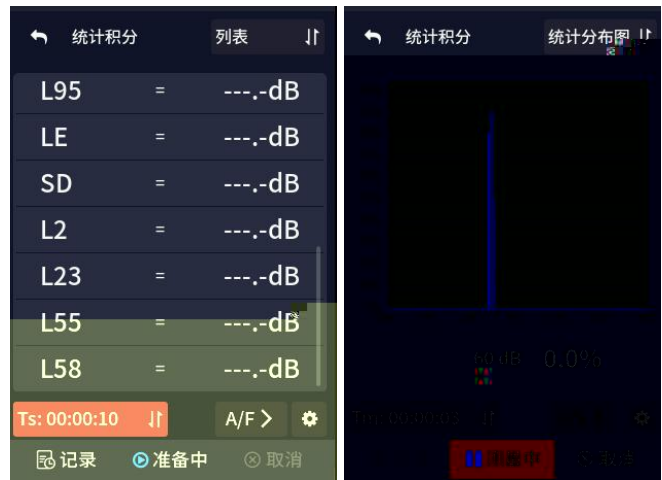 统计积分 列表
L95 = ---.-dB
LE = ---.-dB
SD = ---.-dB
L2 = ---.-dB
L23 = ---.-dB
L55 = ---.-dB
L58 = ---.-dB
Ts: 00:00:10 A/F >
记录 准备中 取消
统计积分 统计分布图
60 dB 0.0%